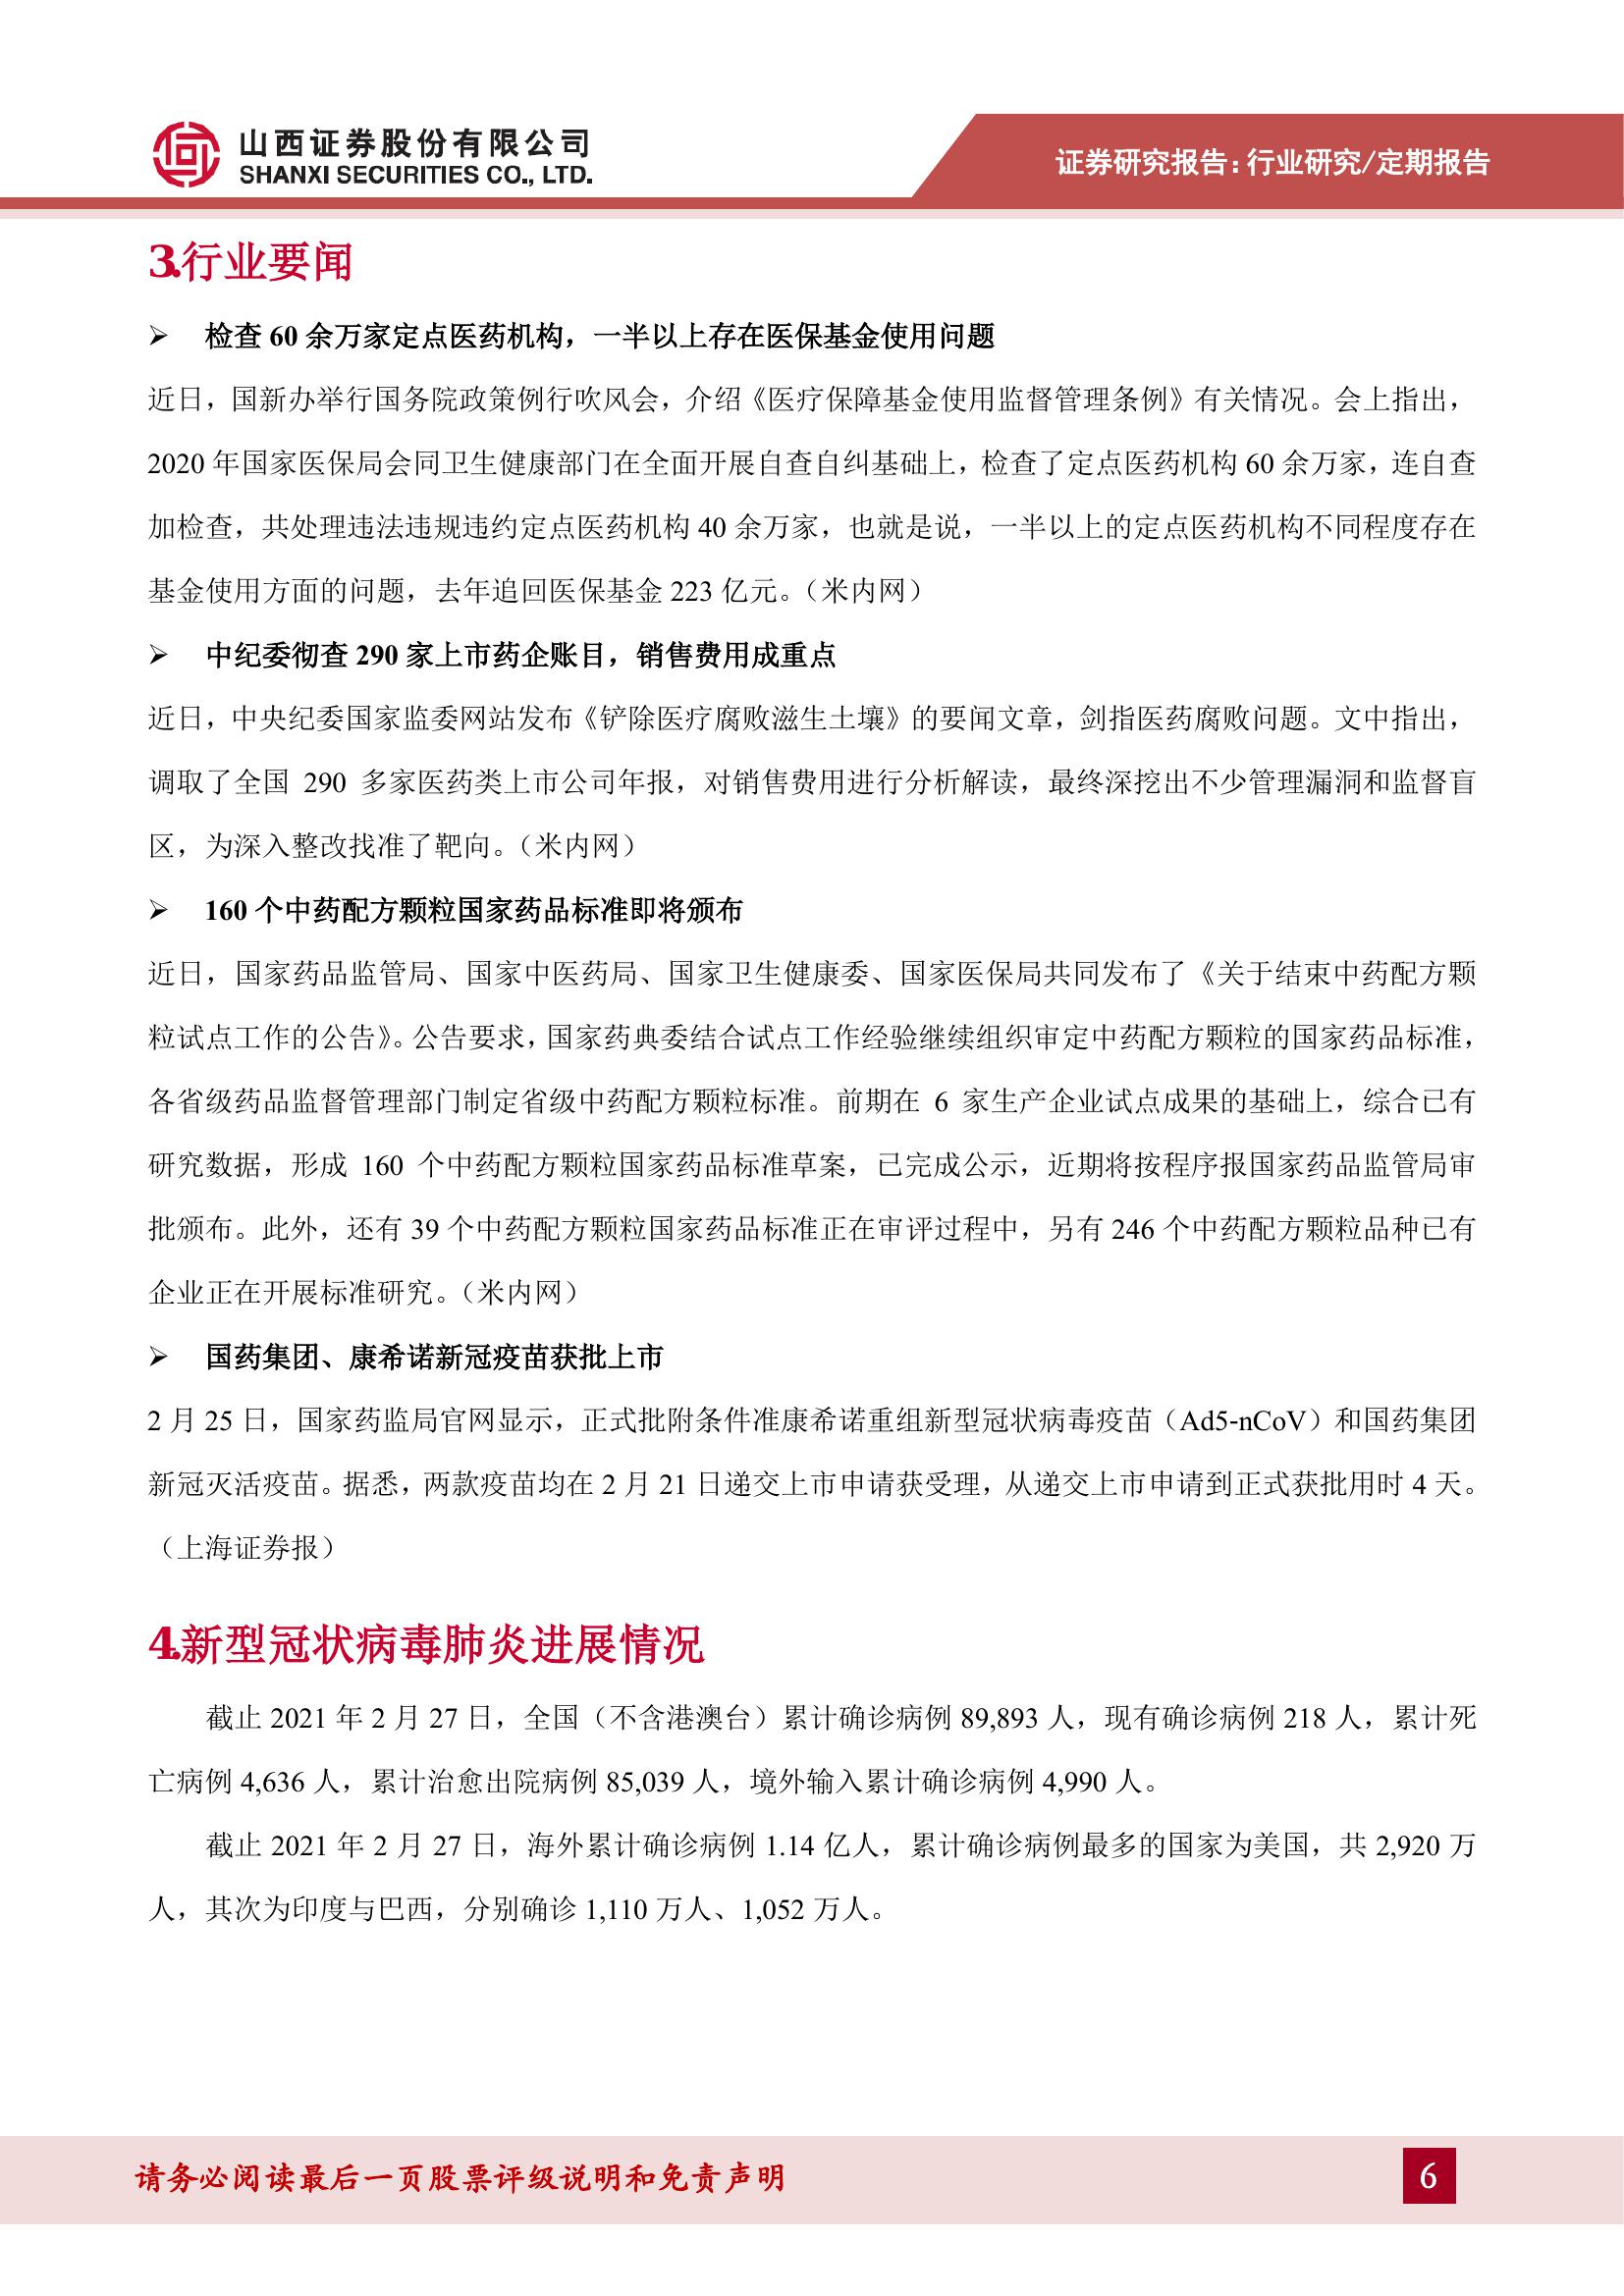 山西证券股份有限公司
SHANXI SECURITIES CO., LTD.
证券研究报告：行业研究/定期报告
3.行业要闻
➢ 检查 60 余万家定点医药机构，一半以上存在医保基金使用问题
近日，国新办举行国务院政策例行吹风会，介绍《医疗保障基金使用监督管理条例》有关情况。会上指出，
2020 年国家医保局会同卫生健康部门在全面开展自查自纠基础上，检查了定点医药机构 60 余万家，连自查
加检查，共处理违法违规违约定点医药机构 40 余万家，也就是说，一半以上的定点医药机构不同程度存在
基金使用方面的问题，去年追回医保基金 223 亿元。（米内网）
➢ 中纪委彻查 290 家上市药企账目，销售费用成重点
近日，中央纪委国家监委网站发布《铲除医疗腐败滋生土壤》的要闻文章，剑指医药腐败问题。文中指出，
调取了全国 290 多家医药类上市公司年报，对销售费用进行分析解读，最终深挖出不少管理漏洞和监督盲
区，为深入整改找准了靶向。（米内网）
➢ 160 个中药配方颗粒国家药品标准即将颁布
近日，国家药品监管局、国家中医药局、国家卫生健康委、国家医保局共同发布了《关于结束中药配方颗
粒试点工作的公告》。公告要求，国家药典委结合试点工作经验继续组织审定中药配方颗粒的国家药品标准，
各省级药品监督管理部门制定省级中药配方颗粒标准。前期在 6 家生产企业试点成果的基础上，综合已有
研究数据，形成 160 个中药配方颗粒国家药品标准草案，已完成公示，近期将按程序报国家药品监管局审
批颁布。此外，还有 39 个中药配方颗粒国家药品标准正在审评过程中，另有 246 个中药配方颗粒品种已有
企业正在开展标准研究。（米内网）
➢ 国药集团、康希诺新冠疫苗获批上市
2 月 25 日，国家药监局官网显示，正式批附条件准康希诺重组新型冠状病毒疫苗（Ad5-nCoV）和国药集团
新冠灭活疫苗。据悉，两款疫苗均在 2 月 21 日递交上市申请获受理，从递交上市申请到正式获批用时 4 天。
（上海证券报）
4.新型冠状病毒肺炎进展情况
截止 2021 年 2 月 27 日，全国（不含港澳台）累计确诊病例 89,893 人，现有确诊病例 218 人，累计死
亡病例 4,636 人，累计治愈出院病例 85,039 人，境外输入累计确诊病例 4,990 人。
截止 2021 年 2 月 27 日，海外累计确诊病例 1.14 亿人，累计确诊病例最多的国家为美国，共 2,920 万
人，其次为印度与巴西，分别确诊 1,110 万人、1,052 万人。
请务必阅读最后一页股票评级说明和免责声明
6